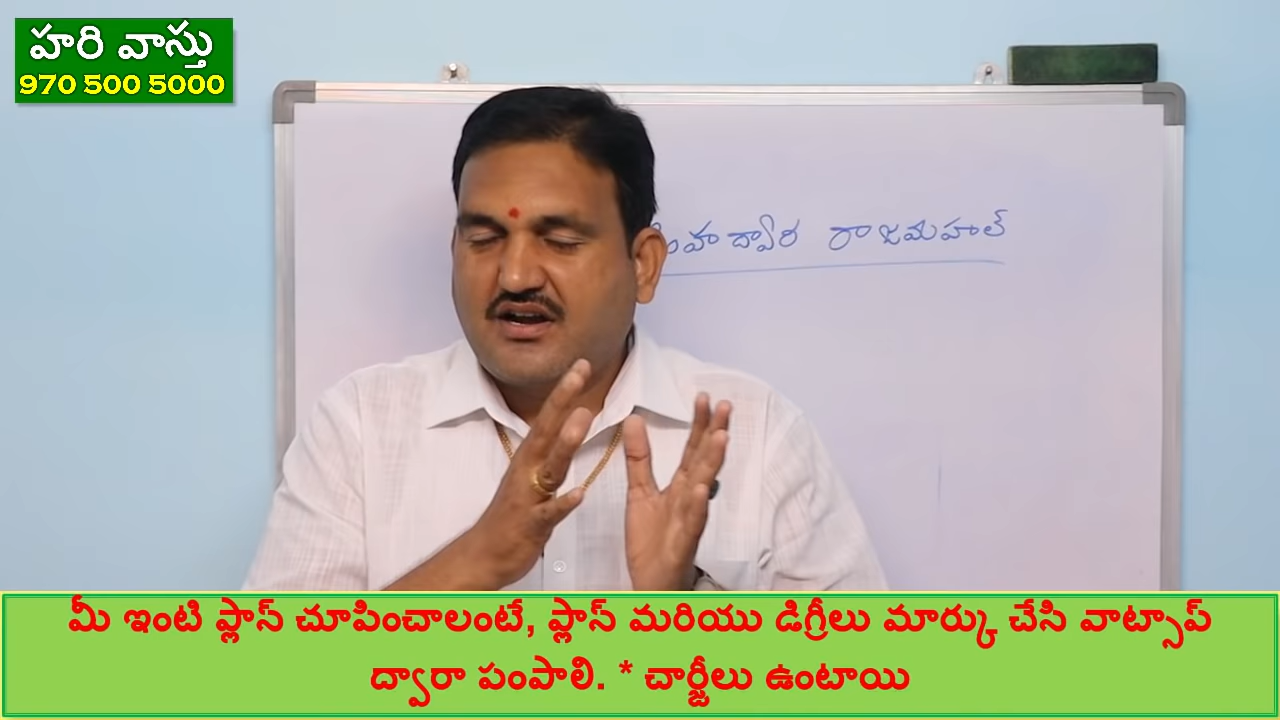 హరి వాస్తు
970 500 5000
ద్వార రాజమహల్
మీ ఇంటి ప్లాన్ చూపించాలంటే, ప్లాన్ మరియు డిగ్రీలు మార్కు చేసి వాట్సాప్
ద్వారా పంపాలి. * చార్జీలు ఉంటాయి